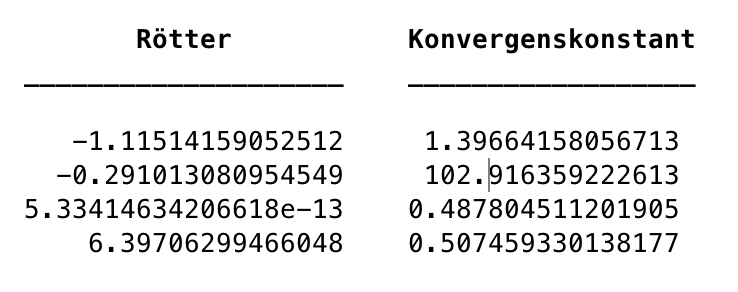 Rötter Konvergenskonstant
-1.11514159052512 1.39664158056713
-0.291013080954549 102.916359222613
5.33414634206618e-13 0.487804511201905
6.39706299466048 0.507459330138177